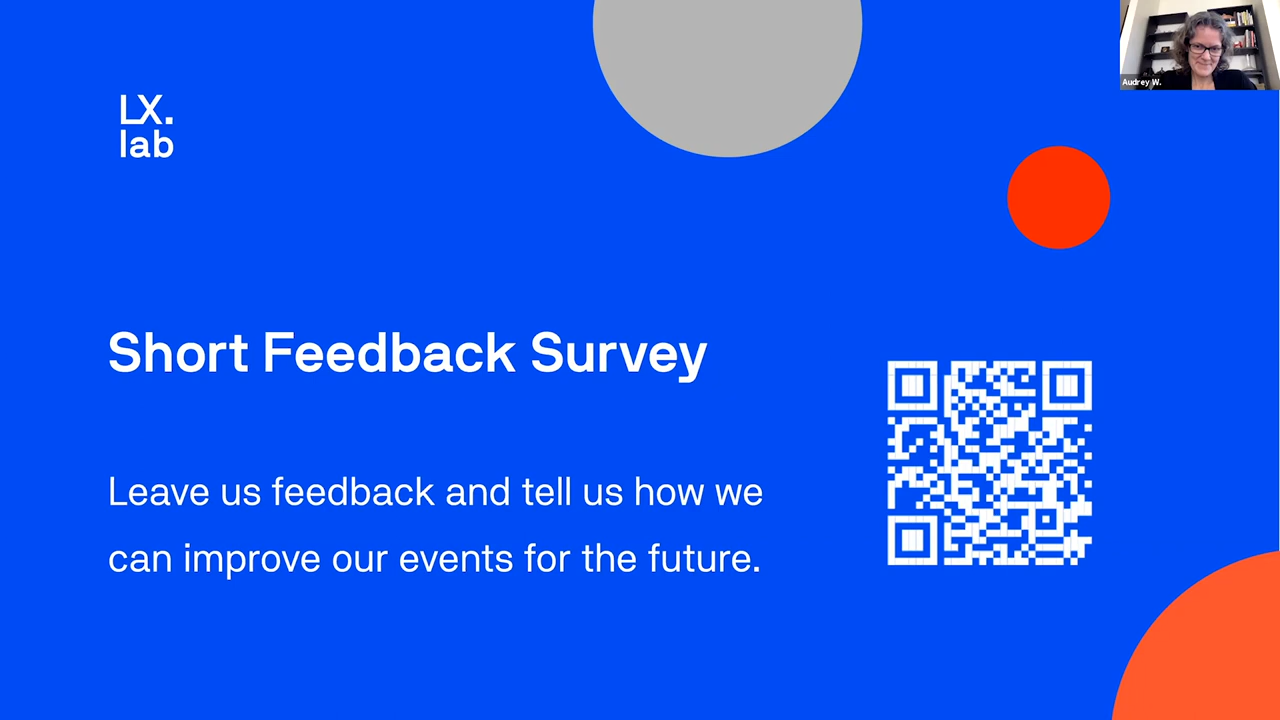 LX.
lab
Audrey W.
Short Feedback Survey
Leave us feedback and tell us how we
can improve our events for the future.